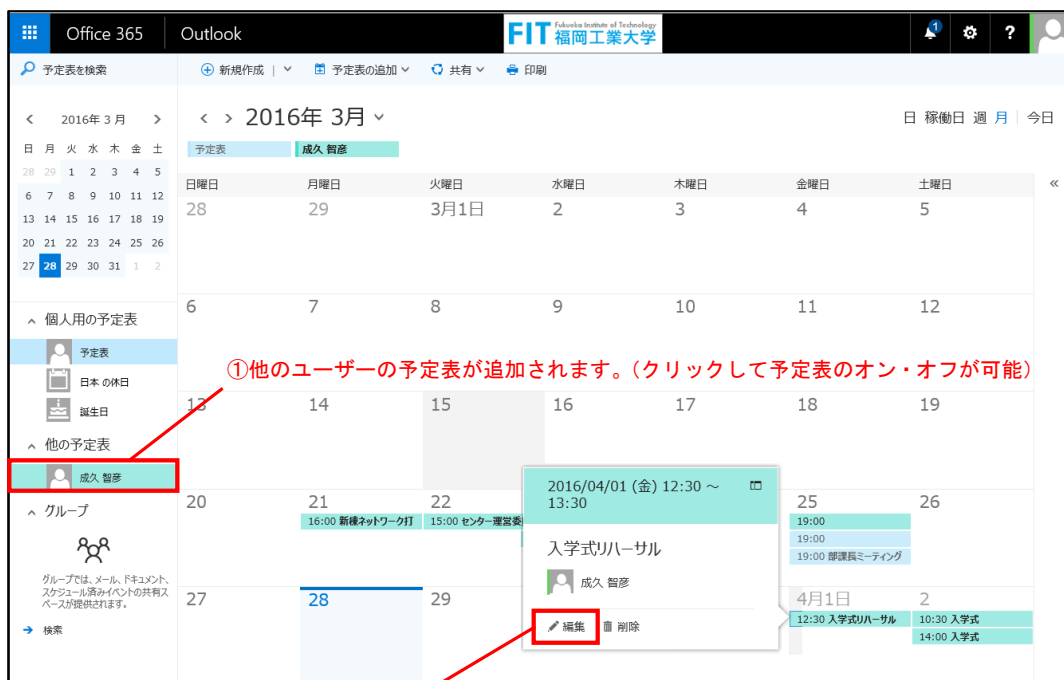 Office 365
Outlook
FIT Fukuoka Institute of Technology
福岡工業大学
1
?
予定表を検索
新規作成 |
予定表の追加
共有
印刷
< 2016年 3月 >
日 月 火 水 木 金 土
28 29 1 2 3 4 5
6 7 8 9 10 11 12
13 14 15 16 17 18 19
20 21 22 23 24 25 26
27 28 29 30 31 1 2
個人用の予定表
予定表
日本 の休日
誕生日
他の予定表
成久 智彦
グループ
グループでは、メール、ドキュメント、
スケジュール済みイベントの共有ス
ペースが提供されます。
→ 検索
< > 2016年 3月
日 稼働日 週 月 | 今日
予定表
成久 智彦
日曜日 月曜日 火曜日 水曜日 木曜日 金曜日 土曜日
«
28 29 3月1日 2 3 4 5
6 7 8 9 10 11 12
①他のユーザーの予定表が追加されます。(クリックして予定表のオン・オフが可能)
13 14 15 16 17 18 19
20 21 22 25 26
16:00 新棟ネットワーク打
15:00 センター運営委
19:00
19:00
19:00 部課長ミーティング
27 28 29 4月1日 2
12:30 入学式リハーサル
10:30 入学式
14:00 入学式
2016/04/01 (金) 12:30 ～
13:30
入学式リハーサル
成久 智彦
編集
削除